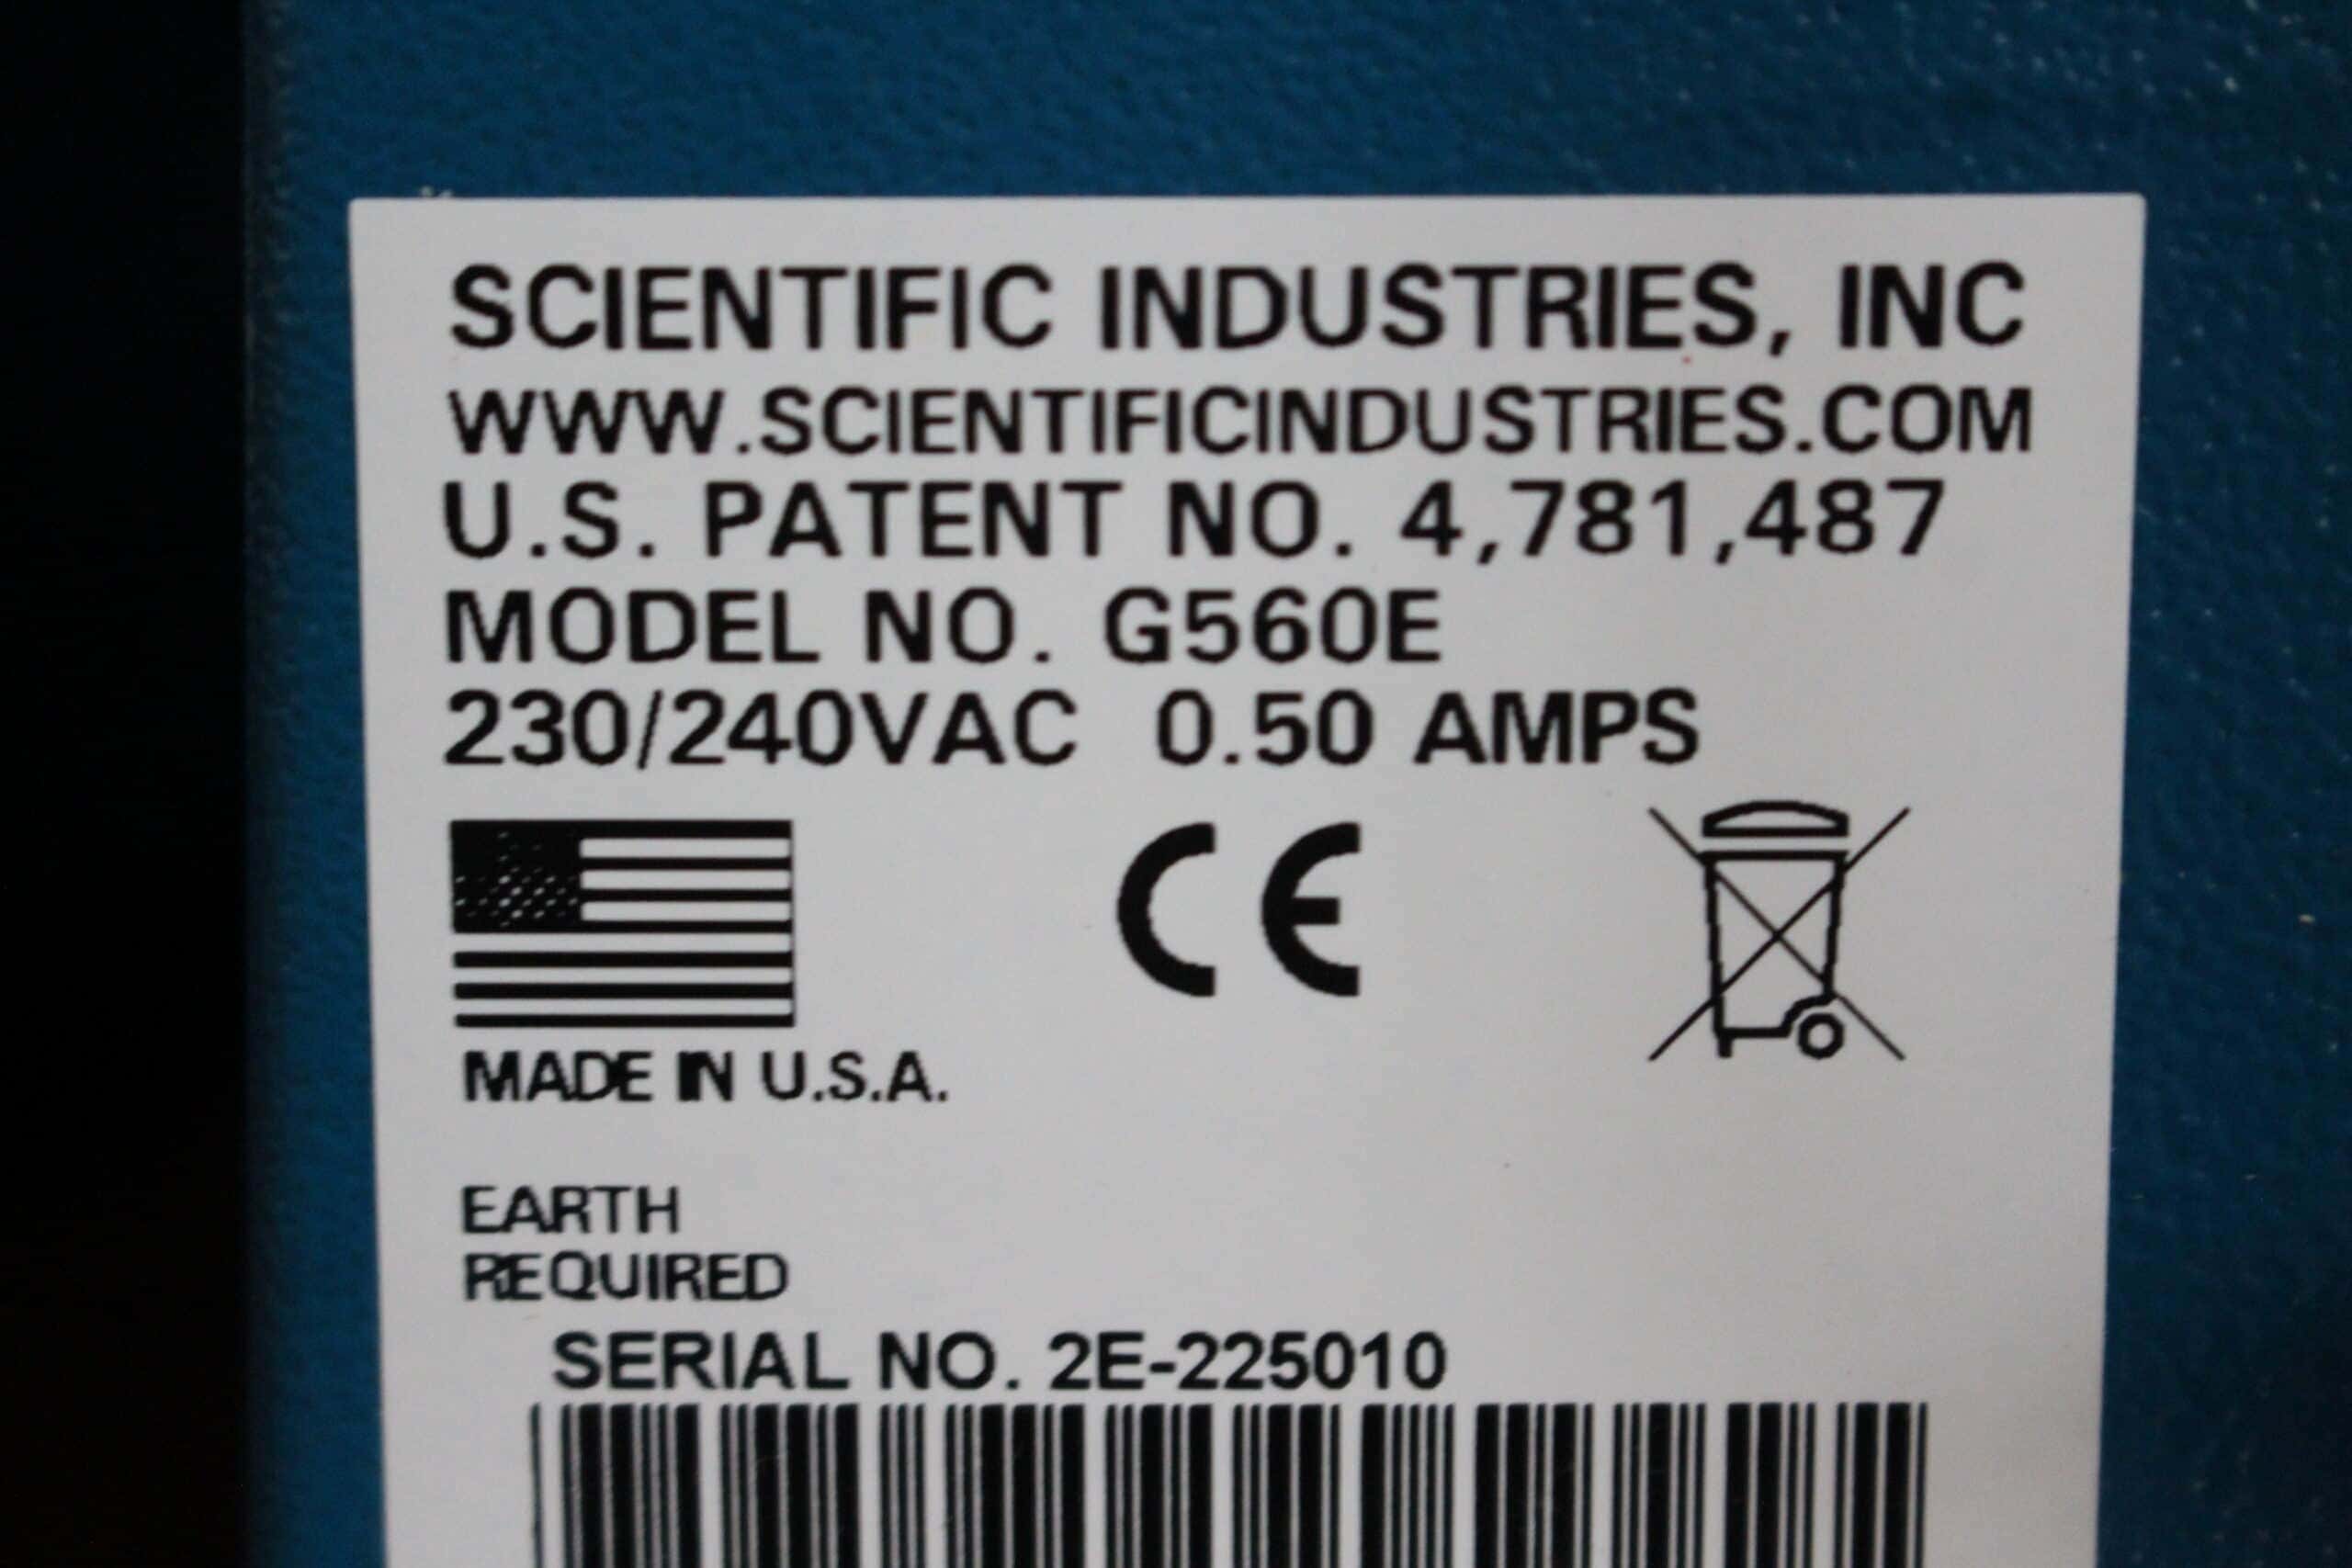 SCIENTIFIC INDUSTRIES, INC
WWW.SCIENTIFICINDUSTRIES.COM
U.S. PATENT NO. 4,781,487
MODEL NO. G560E
230/240VAC 0.50 AMPS
CE
MADE IN U.S.A.
EARTH
REQUIRED
SERIAL NO. 2E-225010